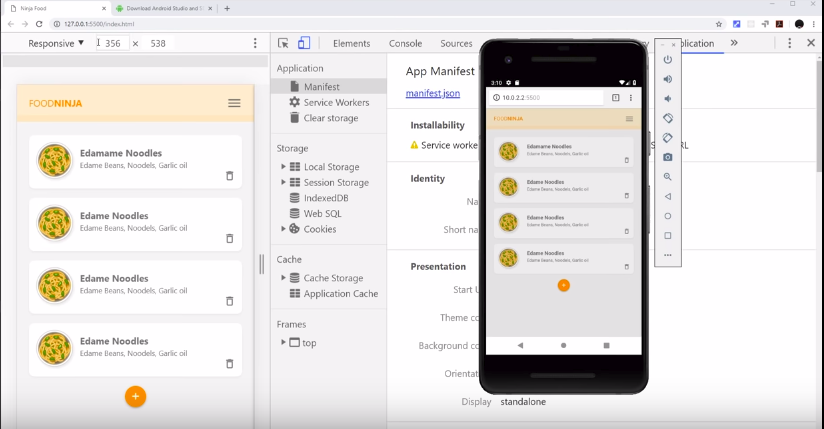 Ninja Food
Download Android Studio and S
127.0.0.1:5500/index.html
Responsive 356 × 538
Elements Console Sources
FOODNINJA
Edamame Noodles
Edame Beans, Noodels, Garlic oil
Edame Noodles
Edame Beans, Noodels, Garlic oil
Edame Noodles
Edame Beans, Noodels, Garlic oil
Edame Noodles
Edame Beans, Noodels, Garlic oil
+
Application
Manifest
Service Workers
Clear storage
Storage
Local Storage
Session Storage
IndexedDB
Web SQL
Cookies
Cache
Cache Storage
Application Cache
Frames
top
App Manifest
manifest.json
Installability
Service worke
Identity
Na
Short na
Presentation
Start U
Theme co
Background co
Orientat
Display standalone
3:10
10.0.2.2:5500
FOODNINJA
Edamame Noodles
Edame Beans, Noodels, Garlic oil
Edame Noodles
Edame Beans, Noodels, Garlic oil
Edame Noodles
Edame Beans, Noodels, Garlic oil
Edame Noodles
Edame Beans, Noodels, Garlic oil
+